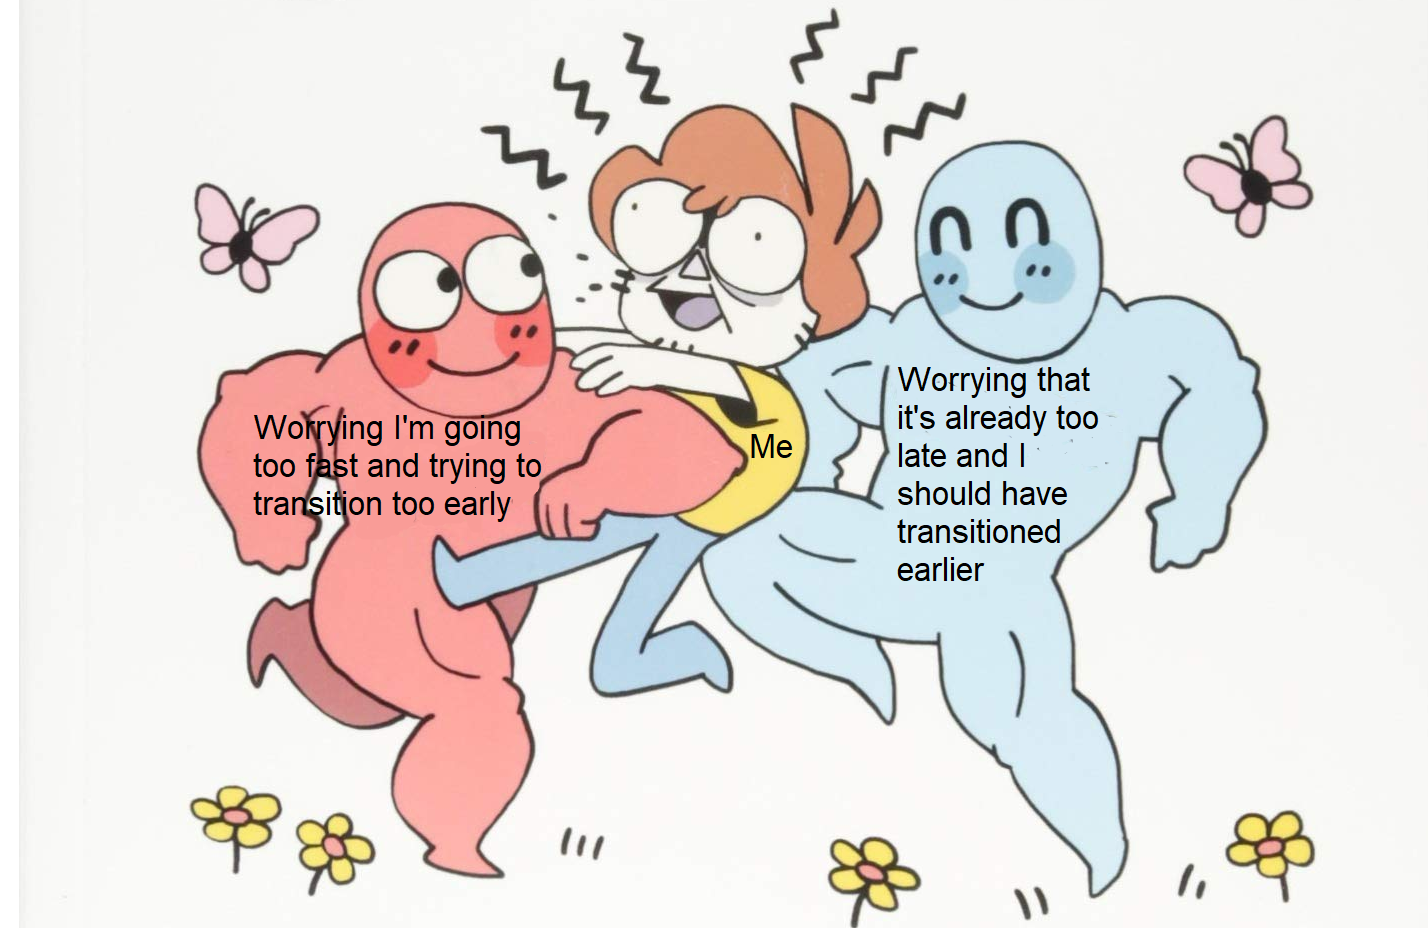 Worrying I'm going
too fast and trying to
transition too early
Me
Worrying that
it's already too
late and I
should have
transitioned
earlier